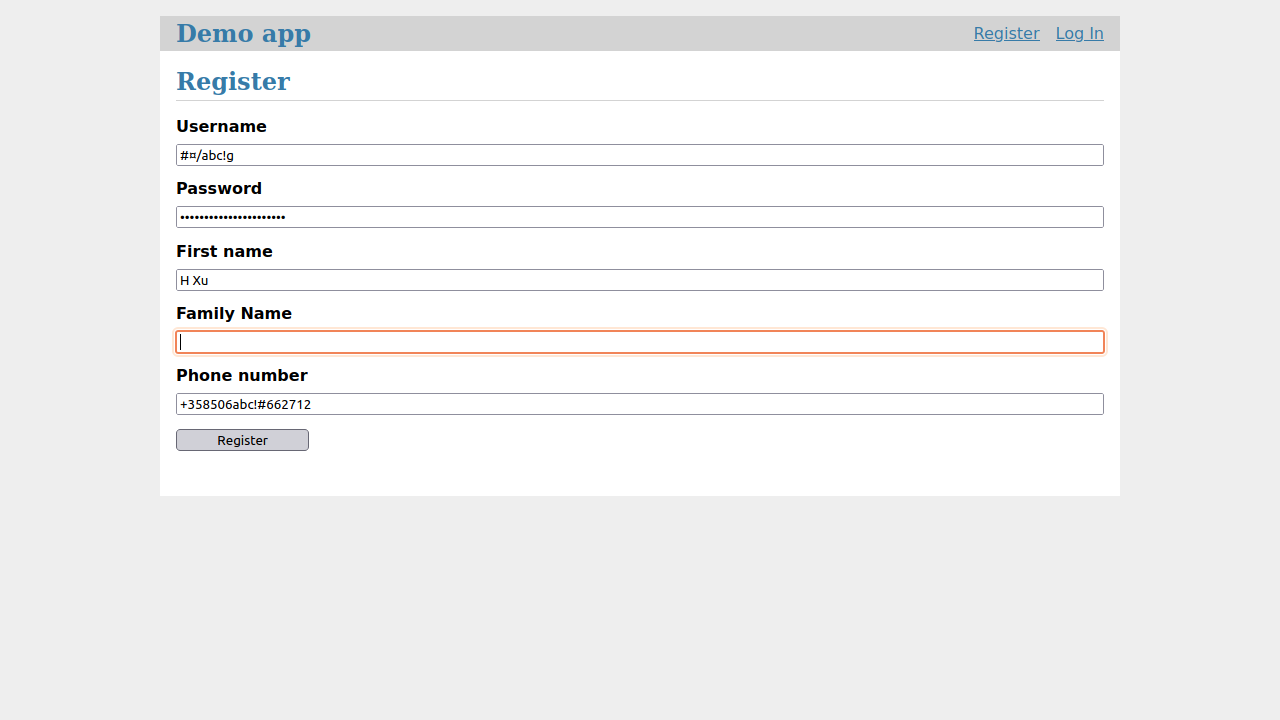 Demo app
Register Log In
Register
Username
#¤/abc!g
Password
••••••••••••••••••••••
First name
H Xu
Family Name
Phone number
+358506abc!#662712
Register